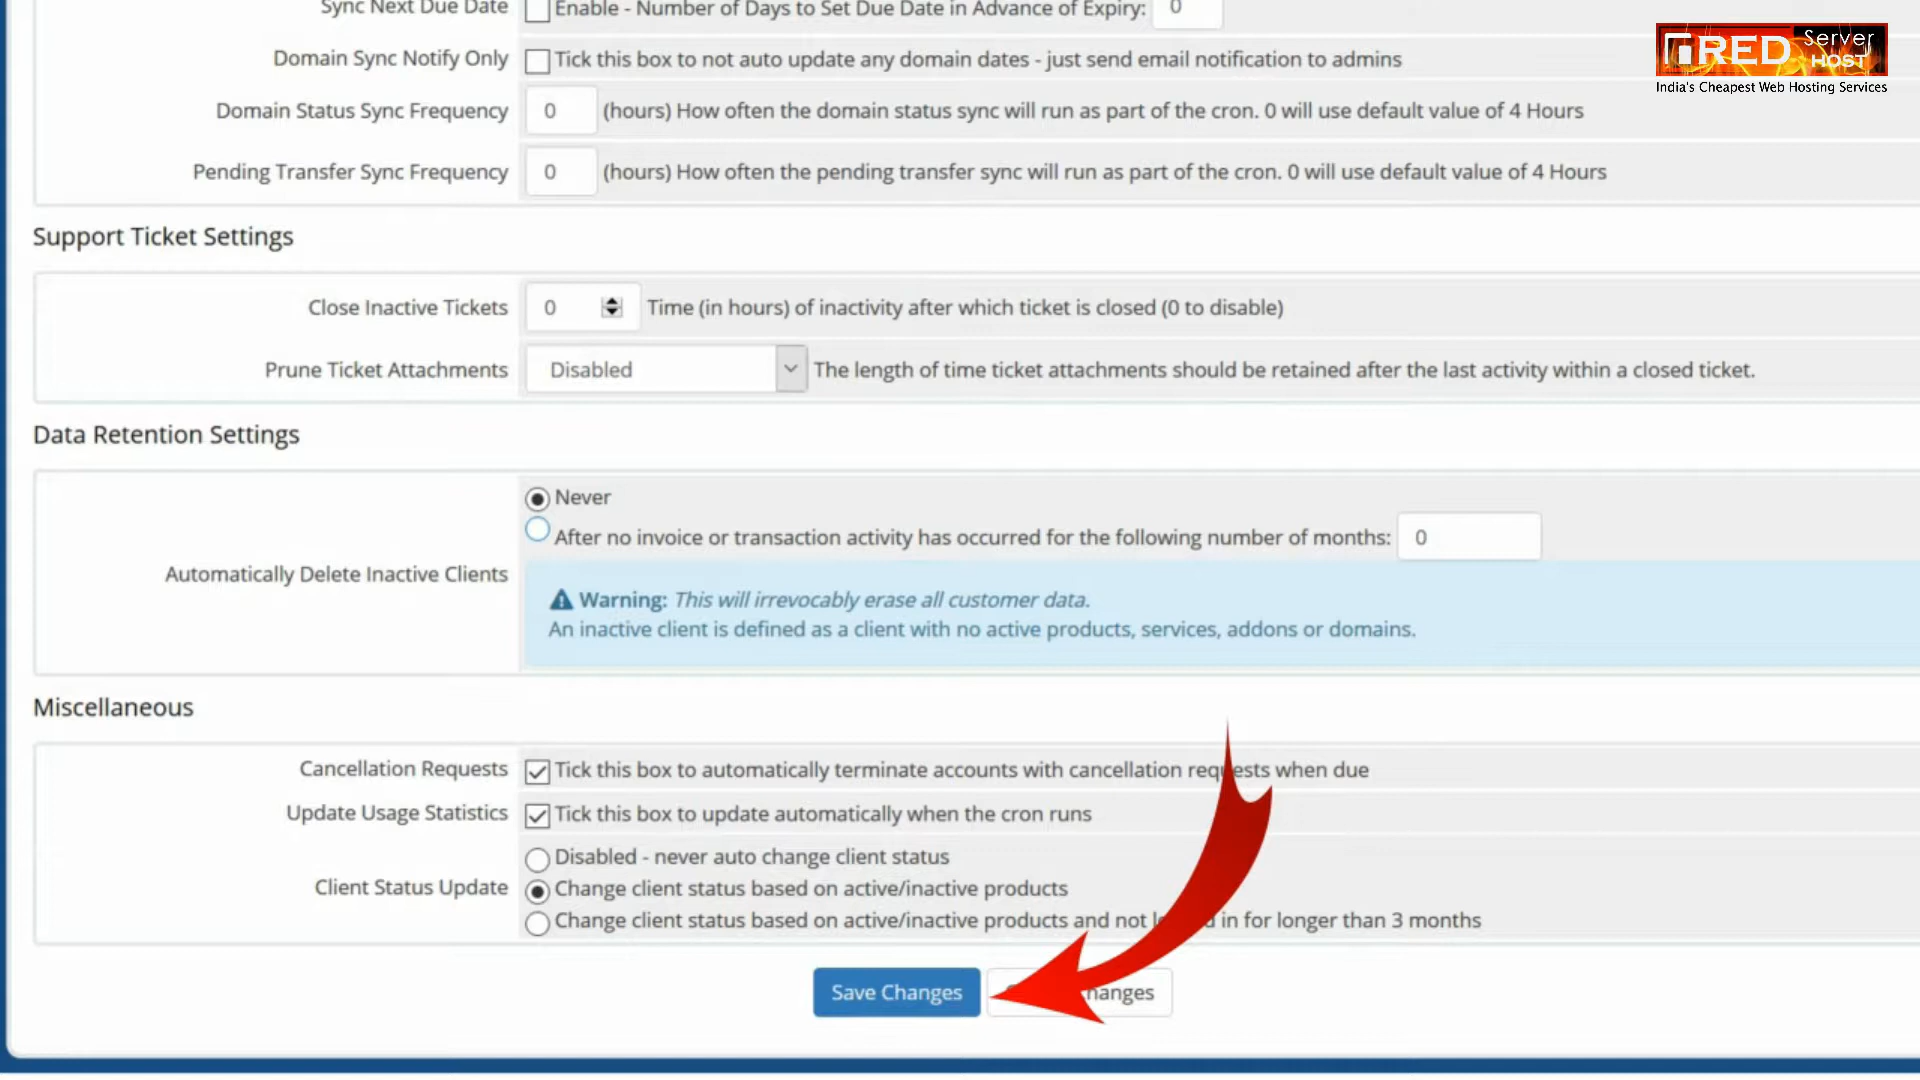 Sync Next Due Date Enable - Number of Days to Set Due Date in Advance of Expiry: 0
Domain Sync Notify Only Tick this box to not auto update any domain dates - just send email notification to admins
Domain Status Sync Frequency 0 (hours) How often the domain status sync will run as part of the cron. 0 will use default value of 4 Hours
Pending Transfer Sync Frequency 0 (hours) How often the pending transfer sync will run as part of the cron. 0 will use default value of 4 Hours
RED Server HOST
India's Cheapest Web Hosting Services
Support Ticket Settings
Close Inactive Tickets 0 Time (in hours) of inactivity after which ticket is closed (0 to disable)
Prune Ticket Attachments Disabled The length of time ticket attachments should be retained after the last activity within a closed ticket.
Data Retention Settings
Automatically Delete Inactive Clients
Never
After no invoice or transaction activity has occurred for the following number of months: 0
Warning: This will irrevocably erase all customer data.
An inactive client is defined as a client with no active products, services, addons or domains.
Miscellaneous
Cancellation Requests Tick this box to automatically terminate accounts with cancellation requests when due
Update Usage Statistics Tick this box to update automatically when the cron runs
Client Status Update
Disabled - never auto change client status
Change client status based on active/inactive products
Change client status based on active/inactive products and not in for longer than 3 months
Save Changes